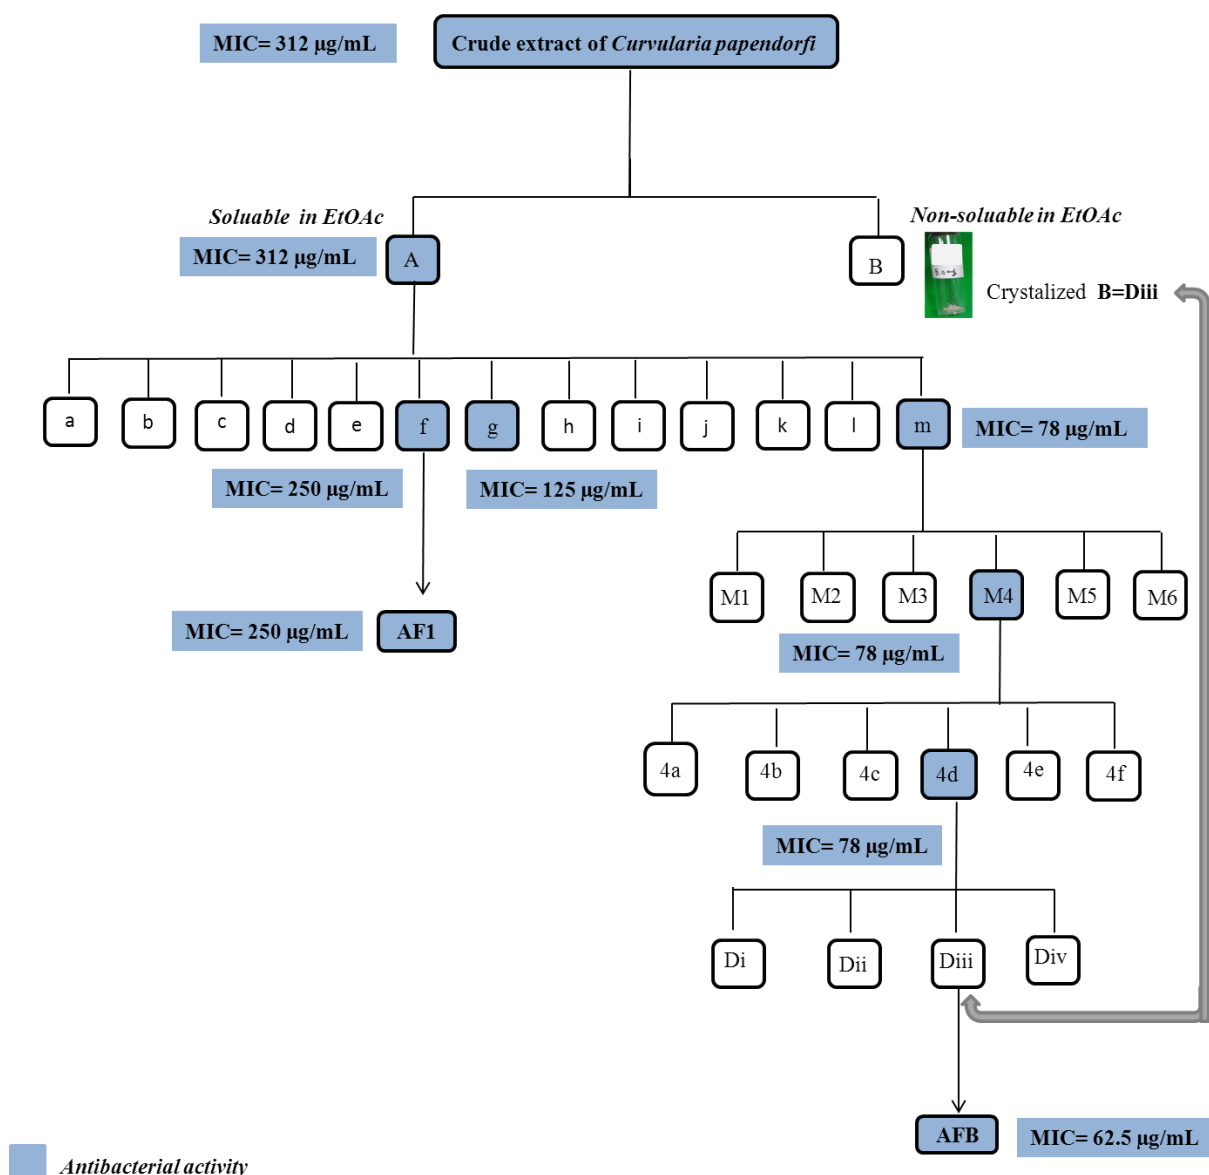 MIC= 312 µg/mL
Crude extract of Curvularia papendorfi
Soluable in EtOAc
Non-soluable in EtOAc
MIC= 312 µg/mL
A
B
Crystalized B=Diii
a
b
c
d
e
f
g
h
i
j
k
l
m
MIC= 78 µg/mL
MIC= 250 µg/mL
MIC= 125 µg/mL
M1
M2
M3
M4
M5
M6
MIC= 250 µg/mL
AF1
MIC= 78 µg/mL
4a
4b
4c
4d
4e
4f
MIC= 78 µg/mL
Di
Dii
Diii
Div
AFB
MIC= 62.5 µg/mL
Antibacterial activity